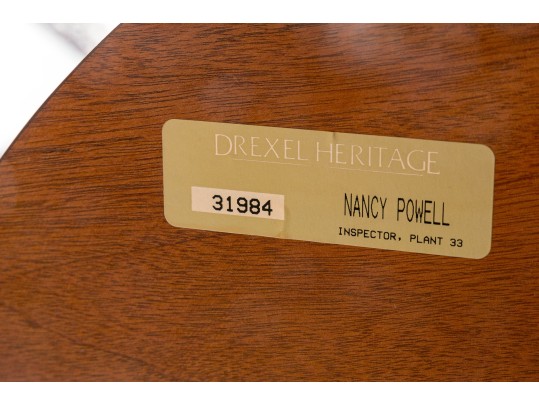 DREXEL HERITAGE
31984
NANCY POWELL
INSPECTOR, PLANT 33